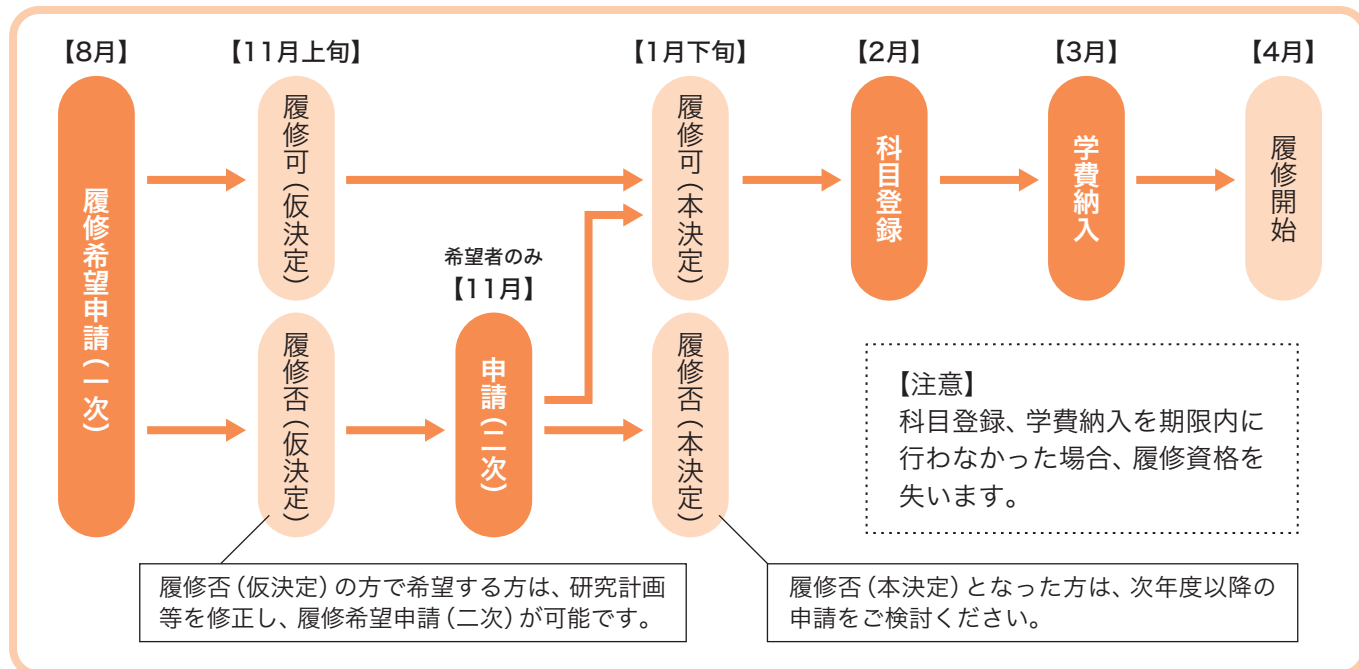 【8月】
履修希望申請(一次)
【11月上旬】
履修可(仮決定)
履修否(仮決定)
希望者のみ
【11月】
申請(二次)
【1月下旬】
履修可(本決定)
履修否(本決定)
【2月】
科目登録
【3月】
学費納入
【4月】
履修開始
【注意】
科目登録、学費納入を期限内に
行わなかった場合、履修資格を
失います。
履修否(仮決定)の方で希望する方は、研究計画
等を修正し、履修希望申請(二次)が可能です。
履修否(本決定)となった方は、次年度以降の
申請をご検討ください。